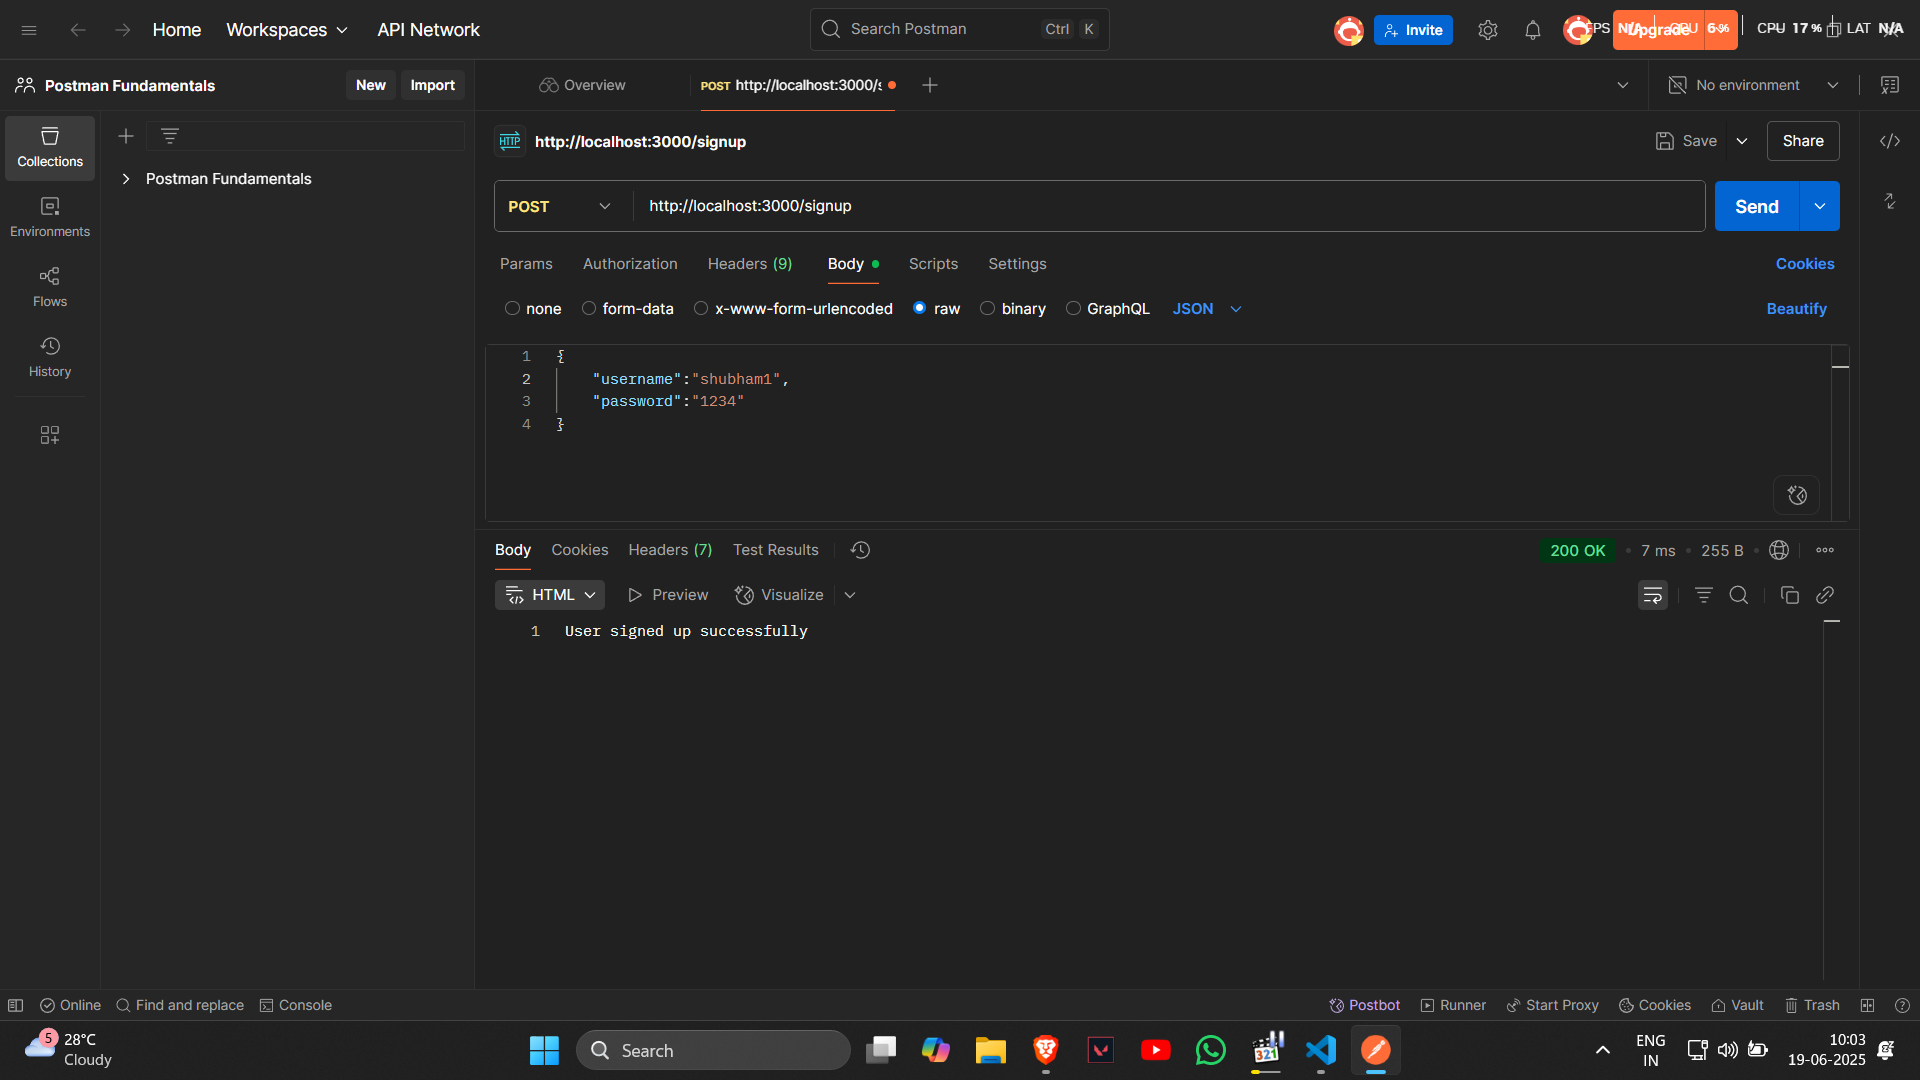 Home
Workspaces
API Network
Search Postman
Ctrl
K
Invite
FPS N/A
GPU 6%
Upgrade
CPU 17%
LAT N/A
Postman Fundamentals
New
Import
Overview
POST http://localhost:3000/s
No environment
Collections
Environments
Flows
History
Postman Fundamentals
HTTP
http://localhost:3000/signup
Save
Share
POST
http://localhost:3000/signup
Send
Params
Authorization
Headers (9)
Body
Scripts
Settings
Cookies
none
form-data
x-www-form-urlencoded
raw
binary
GraphQL
JSON
Beautify
1 {
2 "username":"shubham1",
3 "password":"1234"
4 }
Body
Cookies
Headers (7)
Test Results
200 OK
7 ms
255 B
HTML
Preview
Visualize
1 User signed up successfully
Online
Find and replace
Console
Postbot
Runner
Start Proxy
Cookies
Vault
Trash
5
28°C
Cloudy
Search
321
ENG
IN
10:03
19-06-2025